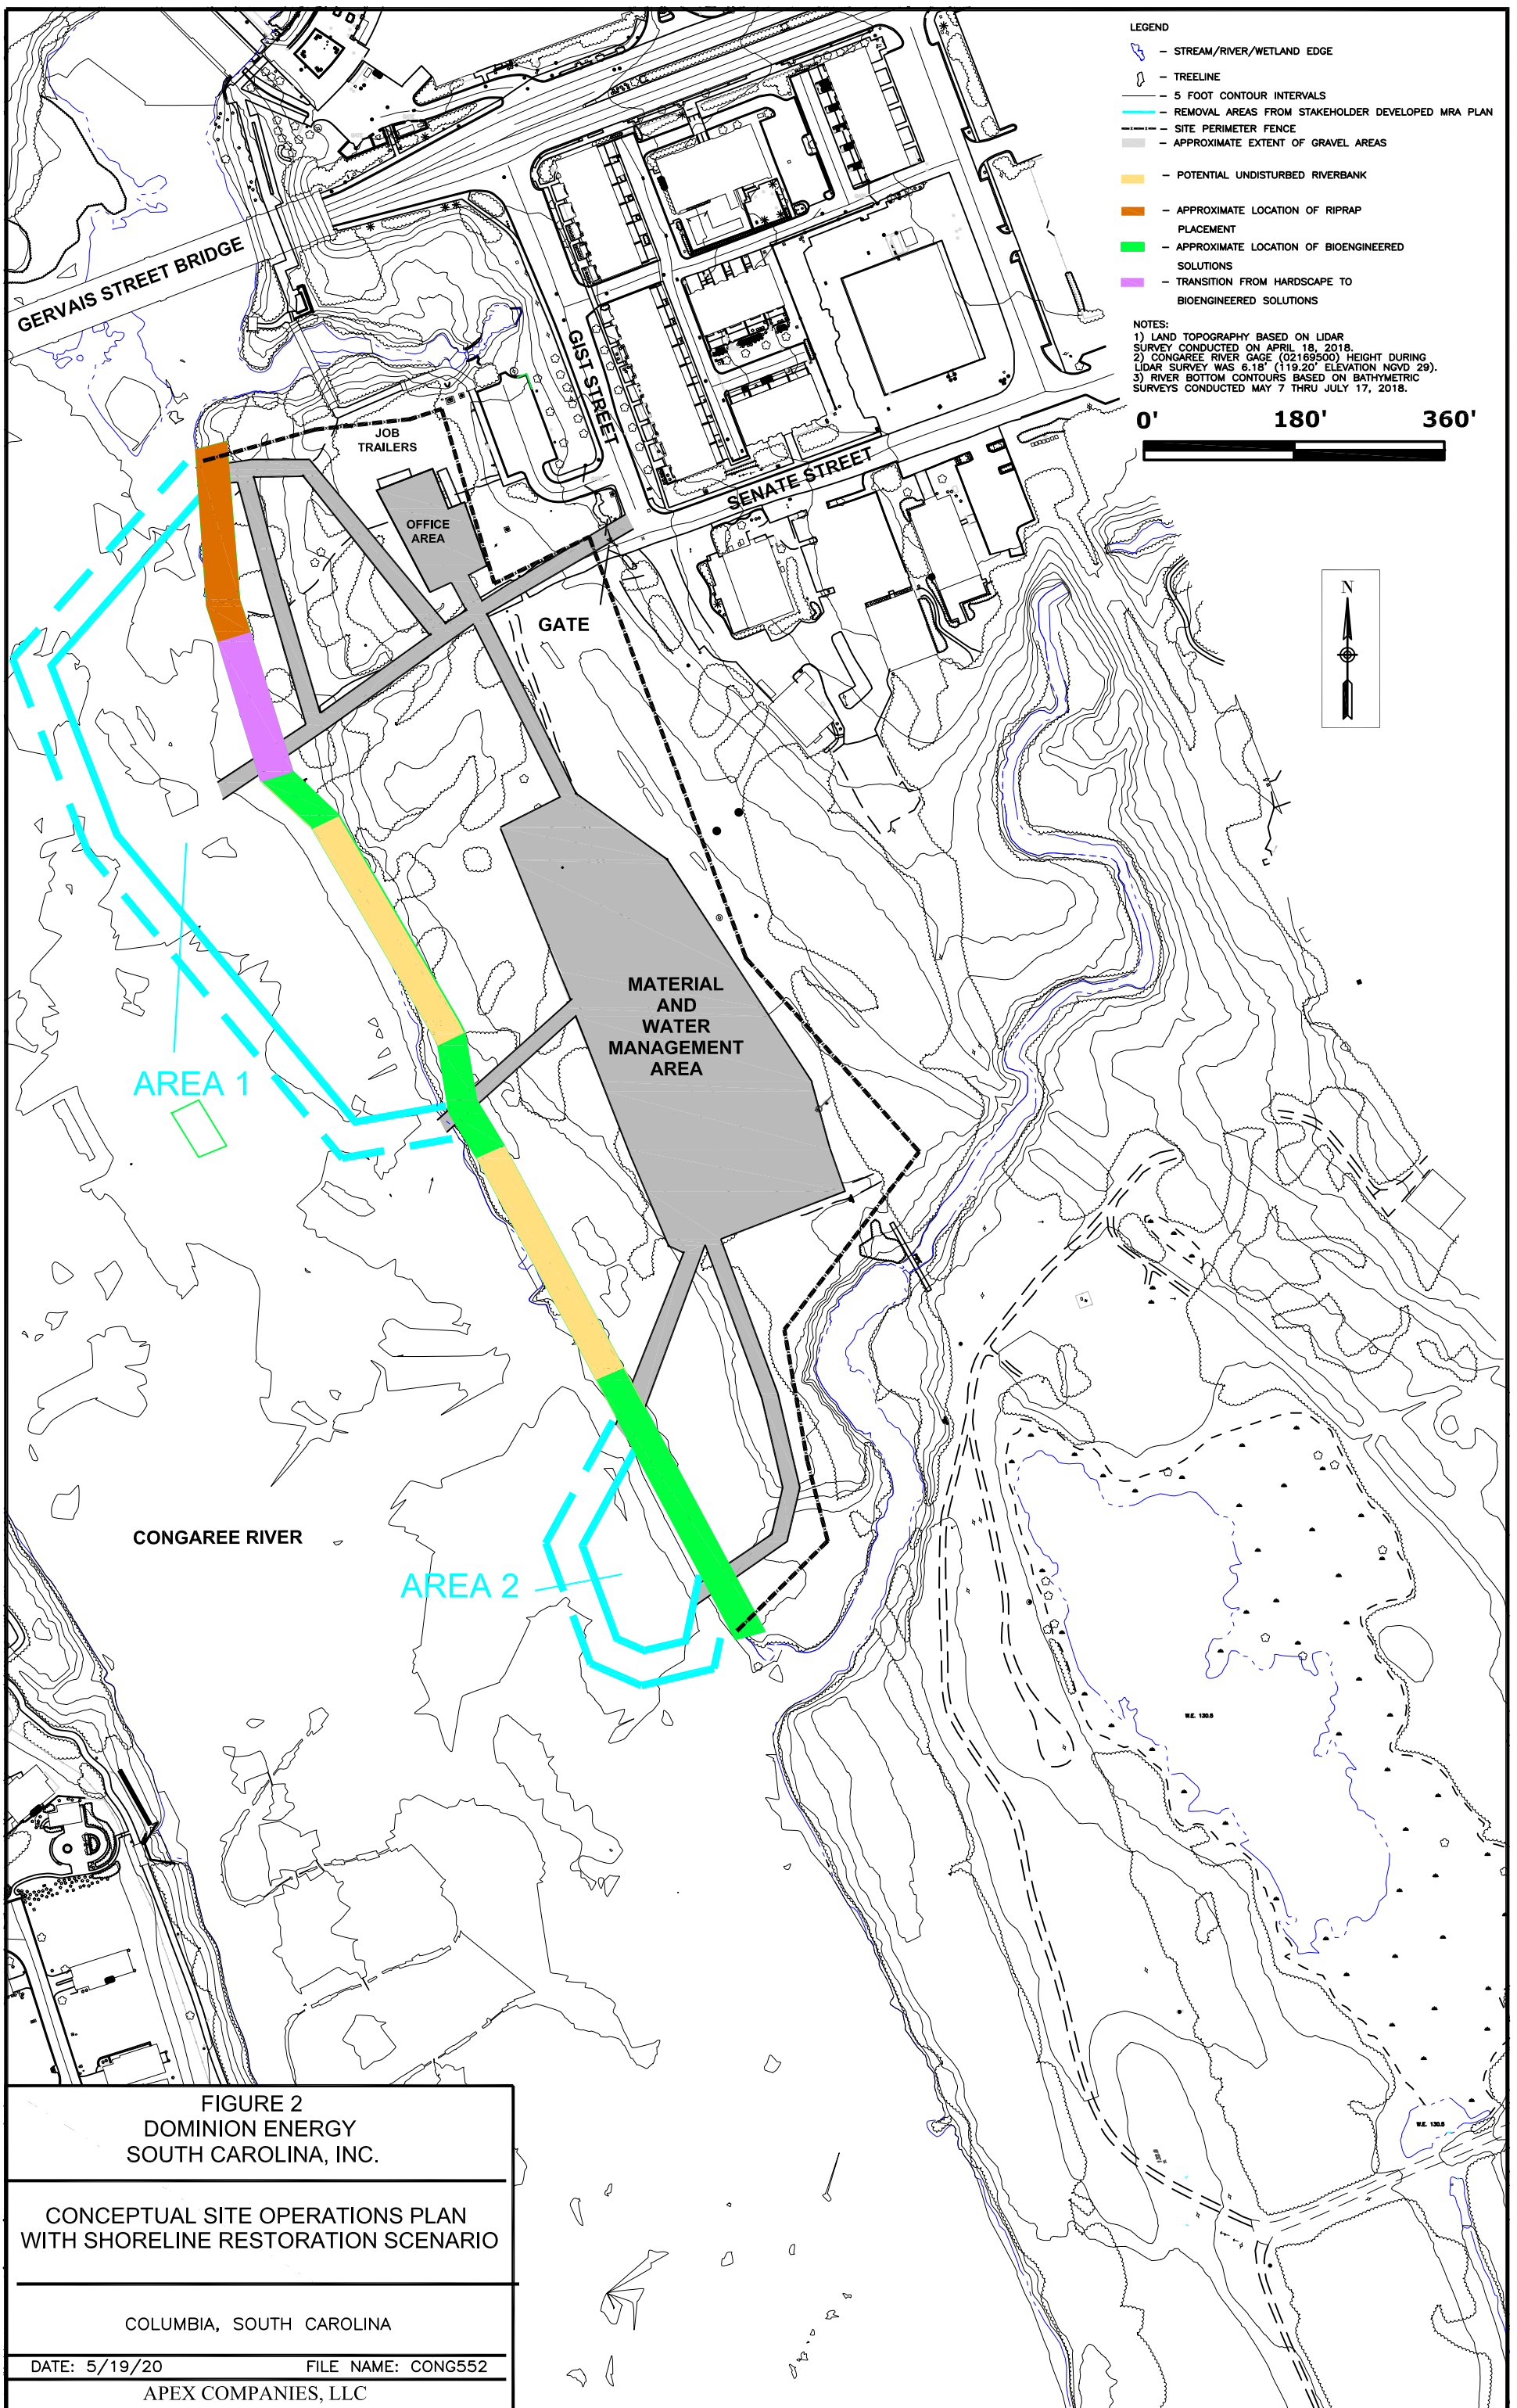 LEGEND
– STREAM/RIVER/WETLAND EDGE
– TREELINE
– 5 FOOT CONTOUR INTERVALS
– REMOVAL AREAS FROM STAKEHOLDER DEVELOPED MRA PLAN
– SITE PERIMETER FENCE
– APPROXIMATE EXTENT OF GRAVEL AREAS
– POTENTIAL UNDISTURBED RIVERBANK
– APPROXIMATE LOCATION OF RIPRAP
PLACEMENT
– APPROXIMATE LOCATION OF BIOENGINEERED
SOLUTIONS
– TRANSITION FROM HARDSCAPE TO
BIOENGINEERED SOLUTIONS
NOTES:
1) LAND TOPOGRAPHY BASED ON LIDAR
SURVEY CONDUCTED ON APRIL 18, 2018.
2) CONGAREE RIVER GAGE (02169500) HEIGHT DURING
LIDAR SURVEY WAS 6.18' (119.20' ELEVATION NGVD 29).
3) RIVER BOTTOM CONTOURS BASED ON BATHYMETRIC
SURVEYS CONDUCTED MAY 7 THRU JULY 17, 2018.
0' 180' 360'
N
GERVAIS STREET BRIDGE
GIST STREET
SENATE STREET
JOB
TRAILERS
OFFICE
AREA
GATE
MATERIAL
AND
WATER
MANAGEMENT
AREA
AREA 1
CONGAREE RIVER
AREA 2
W.E. 130.5
W.E. 130.5
FIGURE 2
DOMINION ENERGY
SOUTH CAROLINA, INC.
CONCEPTUAL SITE OPERATIONS PLAN
WITH SHORELINE RESTORATION SCENARIO
COLUMBIA, SOUTH CAROLINA
DATE: 5/19/20 FILE NAME: CONG552
APEX COMPANIES, LLC